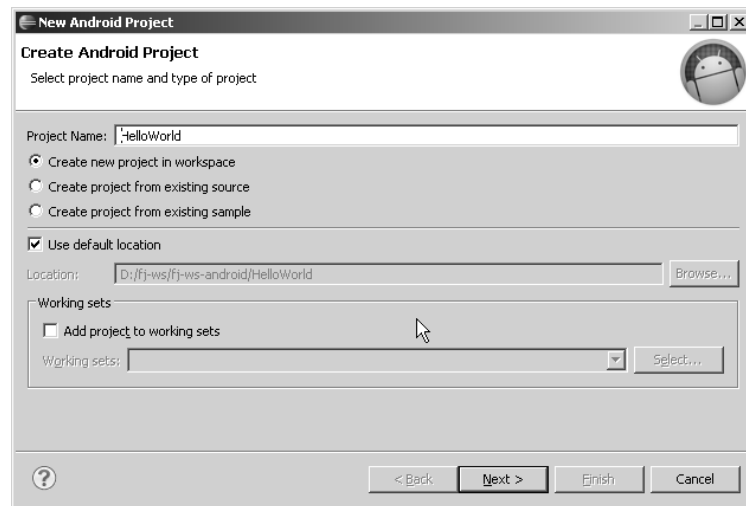 New Android Project
Create Android Project
Select project name and type of project
Project Name: HelloWorld
Create new project in workspace
Create project from existing source
Create project from existing sample
Use default location
Location: D:/fj-ws/fj-ws-android/HelloWorld Browse...
Working sets
Add project to working sets
Working sets: Select...
? < Back Next > Finish Cancel